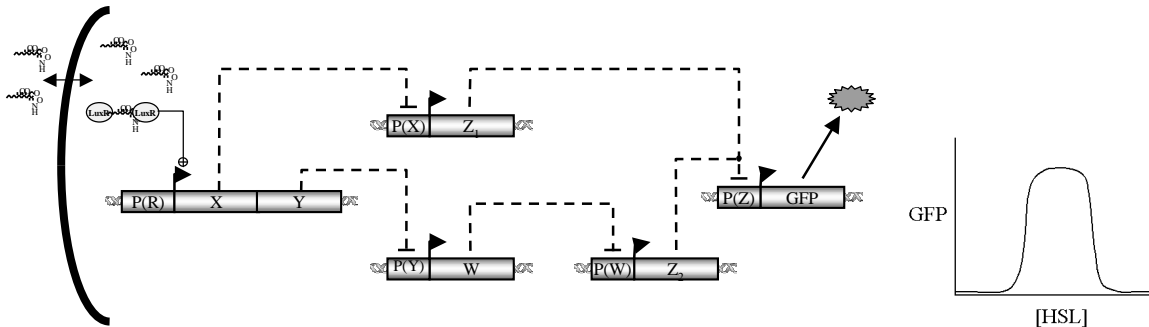 O O O
N
H
O O O
N
H
O O O
N
H
O O O
N
H
LuxR LuxR
N
H
P(X) Z1
P(R) X Y
P(Z) GFP
P(Y) W
P(W) Z2
GFP
[HSL]